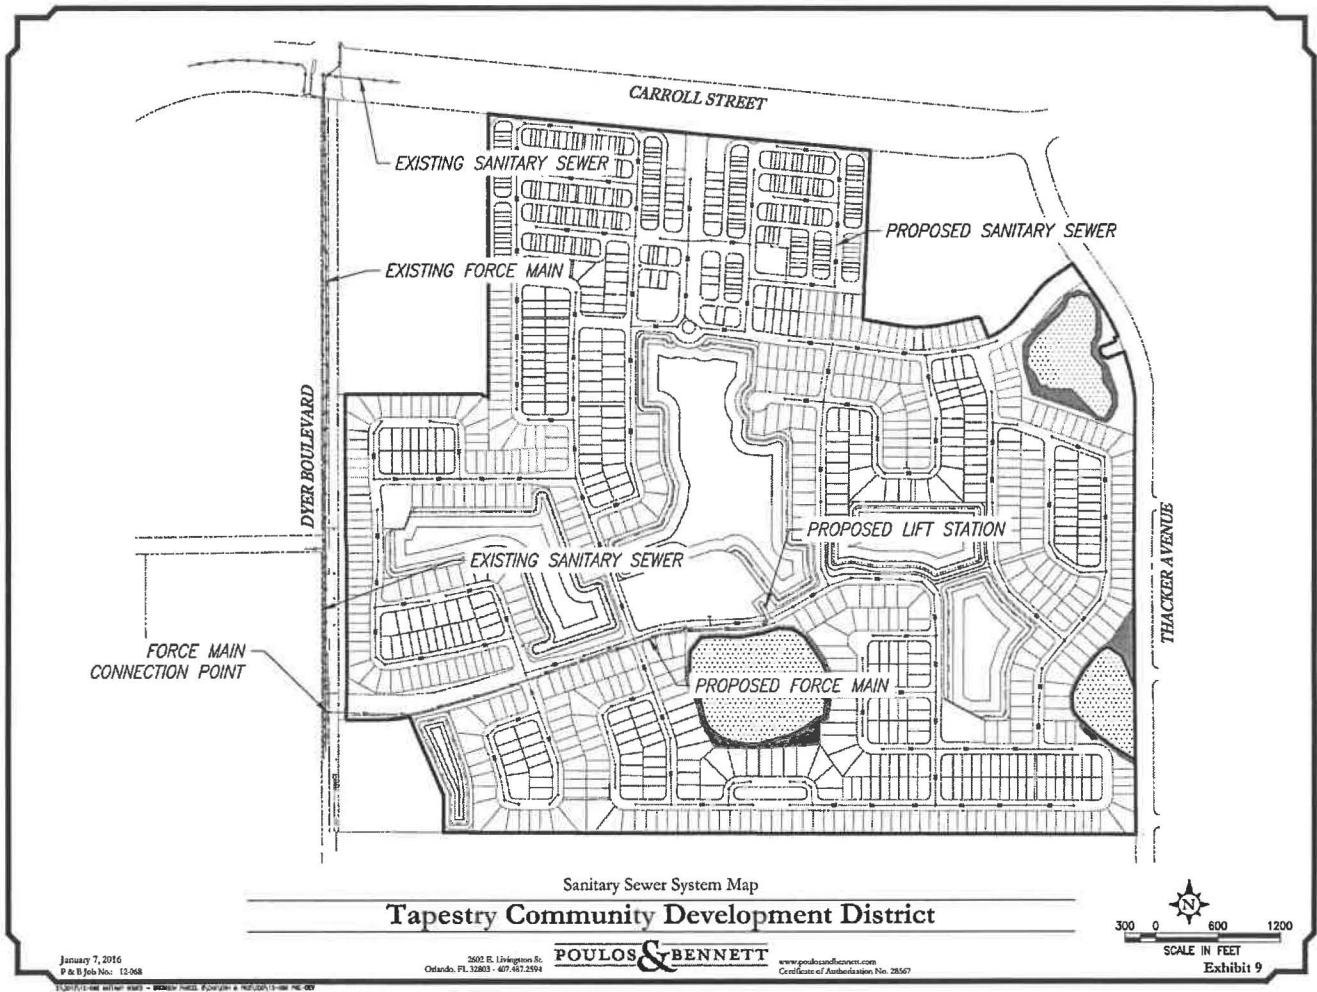 CARROLL STREET
EXISTING SANITARY SEWER
PROPOSED SANITARY SEWER
EXISTING FORCE MAIN
DYER BOULEVARD
PROPOSED LIFT STATION
THACKER AVENUE
EXISTING SANITARY SEWER
FORCE MAIN
CONNECTION POINT
PROPOSED FORCE MAIN
Sanitary Sewer System Map
Tapestry Community Development District
N
300 0 600 1200
SCALE IN FEET
Exhibit 9
January 7, 2016
P & B Job No.: 12-068
2602 E. Livingston St.
Orlando, FL 32803 - 407.487.2594
POULOS & BENNETT
www.poulosandbennett.com
Certificate of Authorization No. 28567